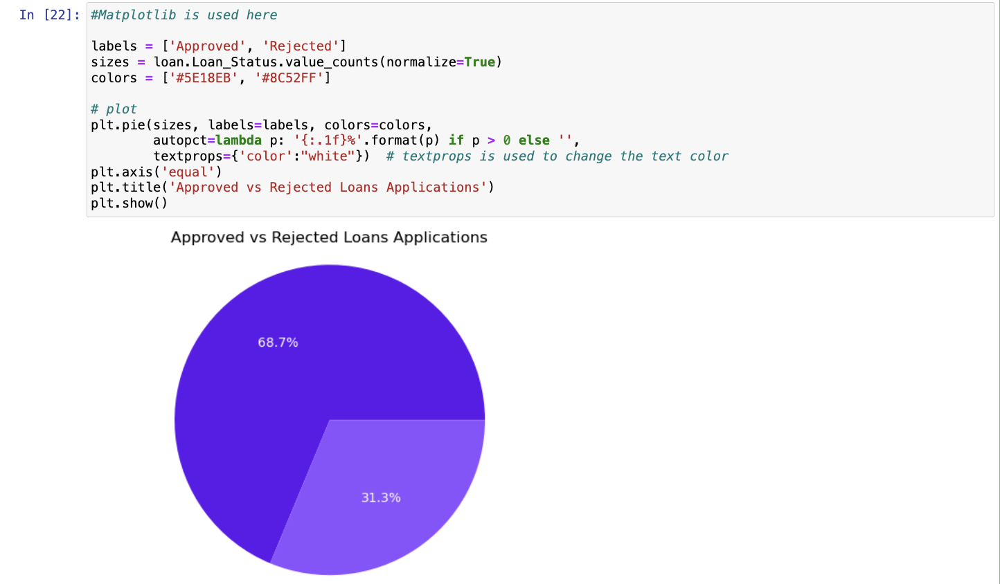 In [22]: #Matplotlib is used here
labels = ['Approved', 'Rejected']
sizes = loan.Loan_Status.value_counts(normalize=True)
colors = ['#5E18EB', '#8C52FF']
# plot
plt.pie(sizes, labels=labels, colors=colors,
autopct=lambda p: '{:.1f}%'.format(p) if p > 0 else '',
textprops={'color':"white"})  # textprops is used to change the text color
plt.axis('equal')
plt.title('Approved vs Rejected Loans Applications')
plt.show()
Approved vs Rejected Loans Applications
68.7%
31.3%